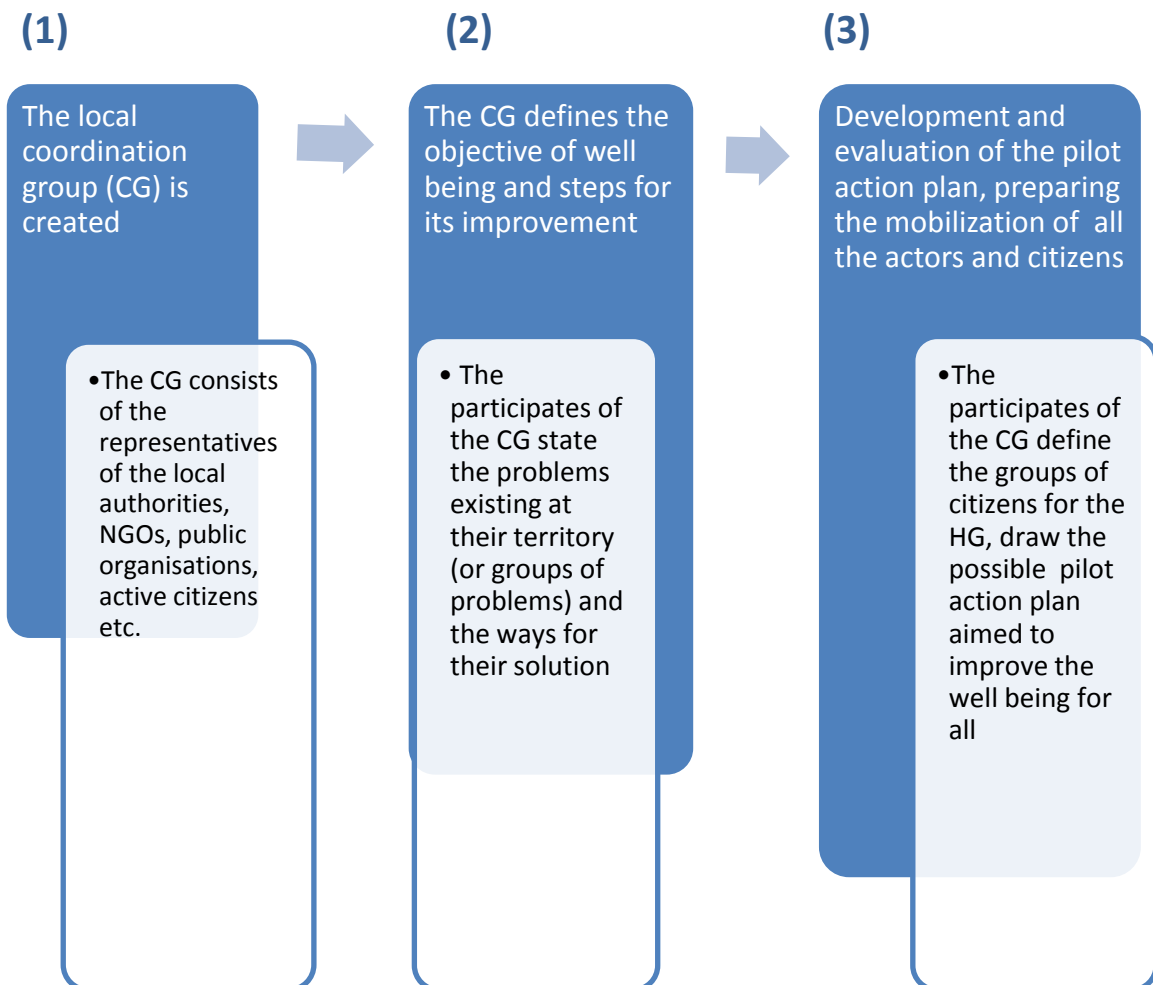 (1)
The local
coordination
group (CG) is
created
•The CG consists
of the
representatives
of the local
authorities,
NGOs, public
organisations,
active citizens
etc.
(2)
The CG defines the
objective of well
being and steps for
its improvement
• The
participates of
the CG state
the problems
existing at
their territory
(or groups of
problems) and
the ways for
their solution
(3)
Development and
evaluation of the pilot
action plan, preparing
the mobilization of all
the actors and citizens
•The
participates of
the CG define
the groups of
citizens for the
HG, draw the
possible pilot
action plan
aimed to
improve the
well being for
all